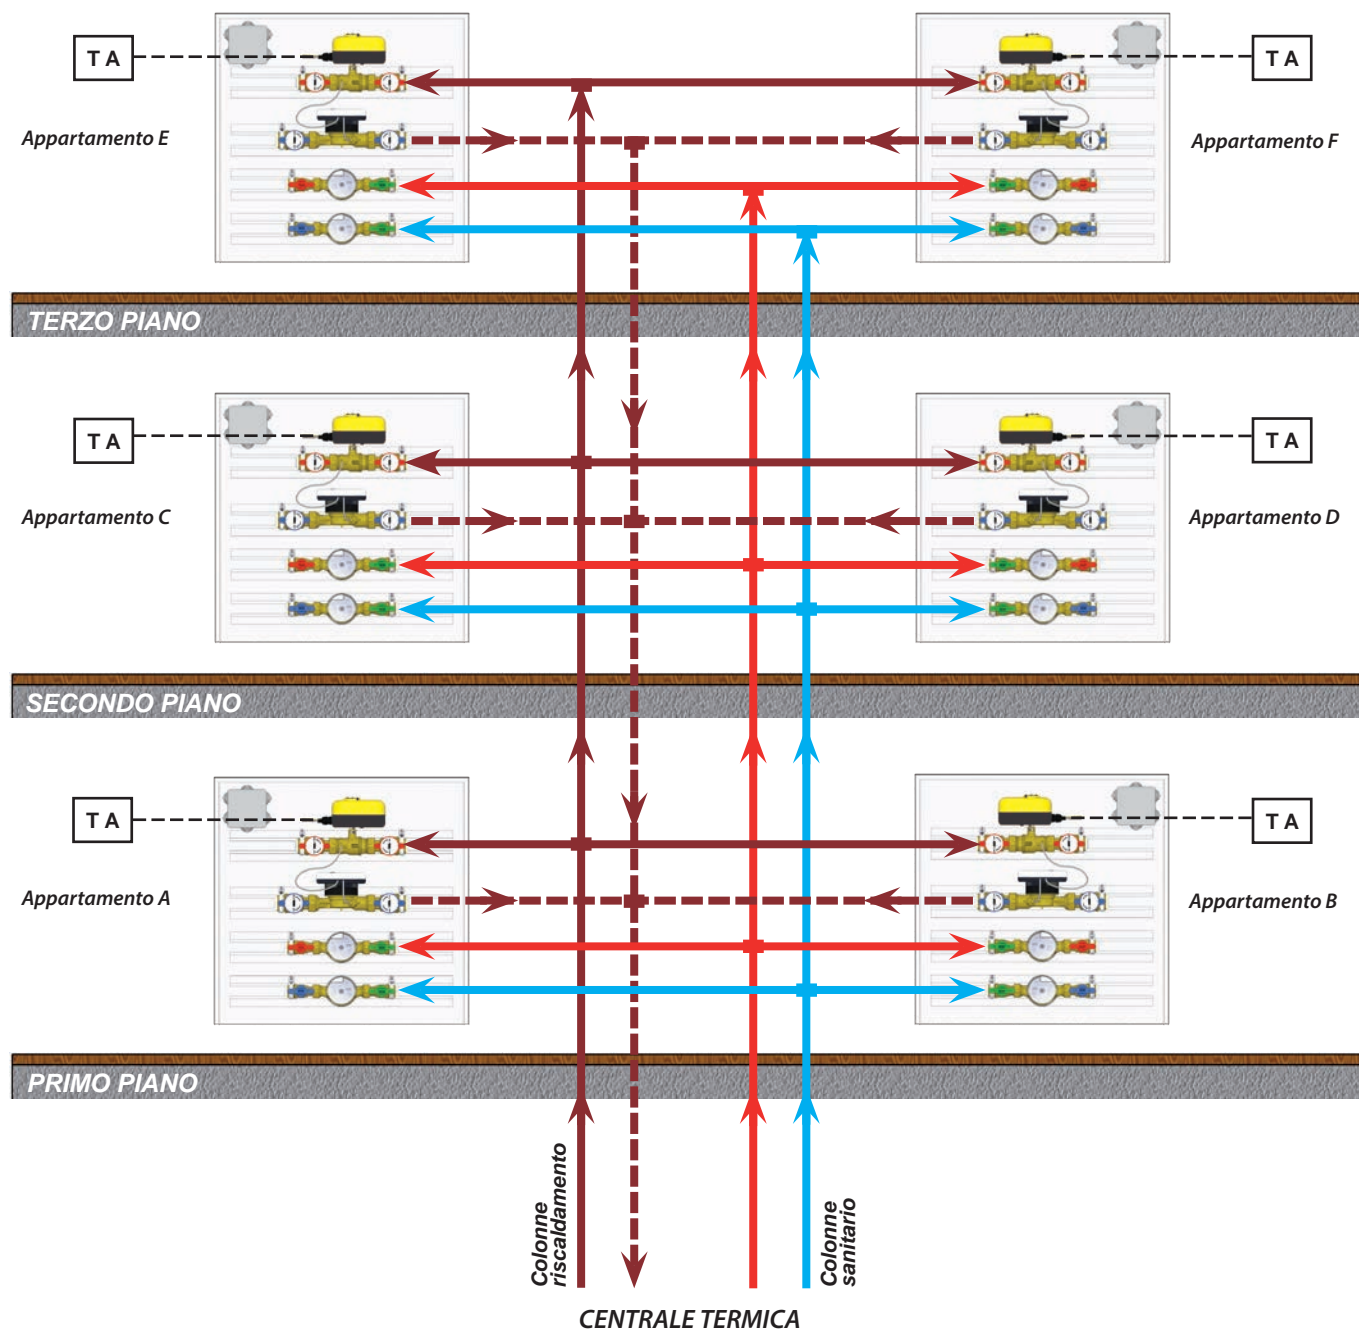 T A
T A
Appartamento E
Appartamento F
TERZO PIANO
T A
T A
Appartamento C
Appartamento D
SECONDO PIANO
T A
T A
Appartamento A
Appartamento B
PRIMO PIANO
Colonne
riscaldamento
Colonne
sanitario
CENTRALE TERMICA